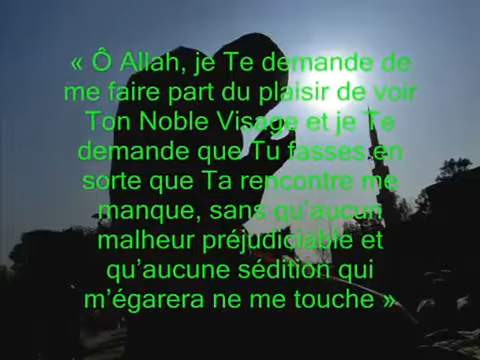 « Ô Allah, je Te demande de
me faire part du plaisir de voir
Ton Noble Visage et je Te
demande que Tu fasses en
sorte que Ta rencontre me
manque, sans qu’aucun
malheur préjudiciable et
qu’aucune sédition qui
m’égarera ne me touche »